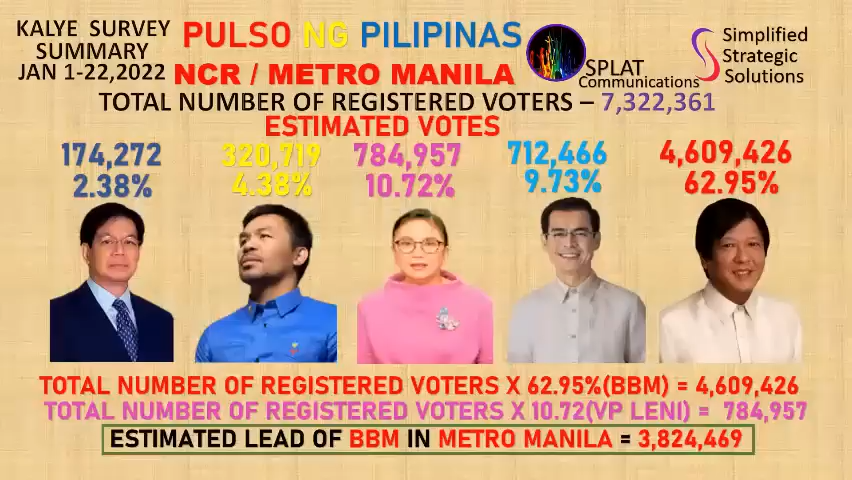 KALYE SURVEY
SUMMARY
JAN 1-22,2022
PULSO NG PILIPINAS
NCR / METRO MANILA
SPLAT
Communications
Simplified
Strategic
Solutions
TOTAL NUMBER OF REGISTERED VOTERS – 7,322,361
ESTIMATED VOTES
174,272 320,719 784,957 712,466 4,609,426
2.38% 4.38% 10.72% 9.73% 62.95%
TOTAL NUMBER OF REGISTERED VOTERS X 62.95%(BBM) = 4,609,426
TOTAL NUMBER OF REGISTERED VOTERS X 10.72(VP LENI) = 784,957
ESTIMATED LEAD OF BBM IN METRO MANILA = 3,824,469